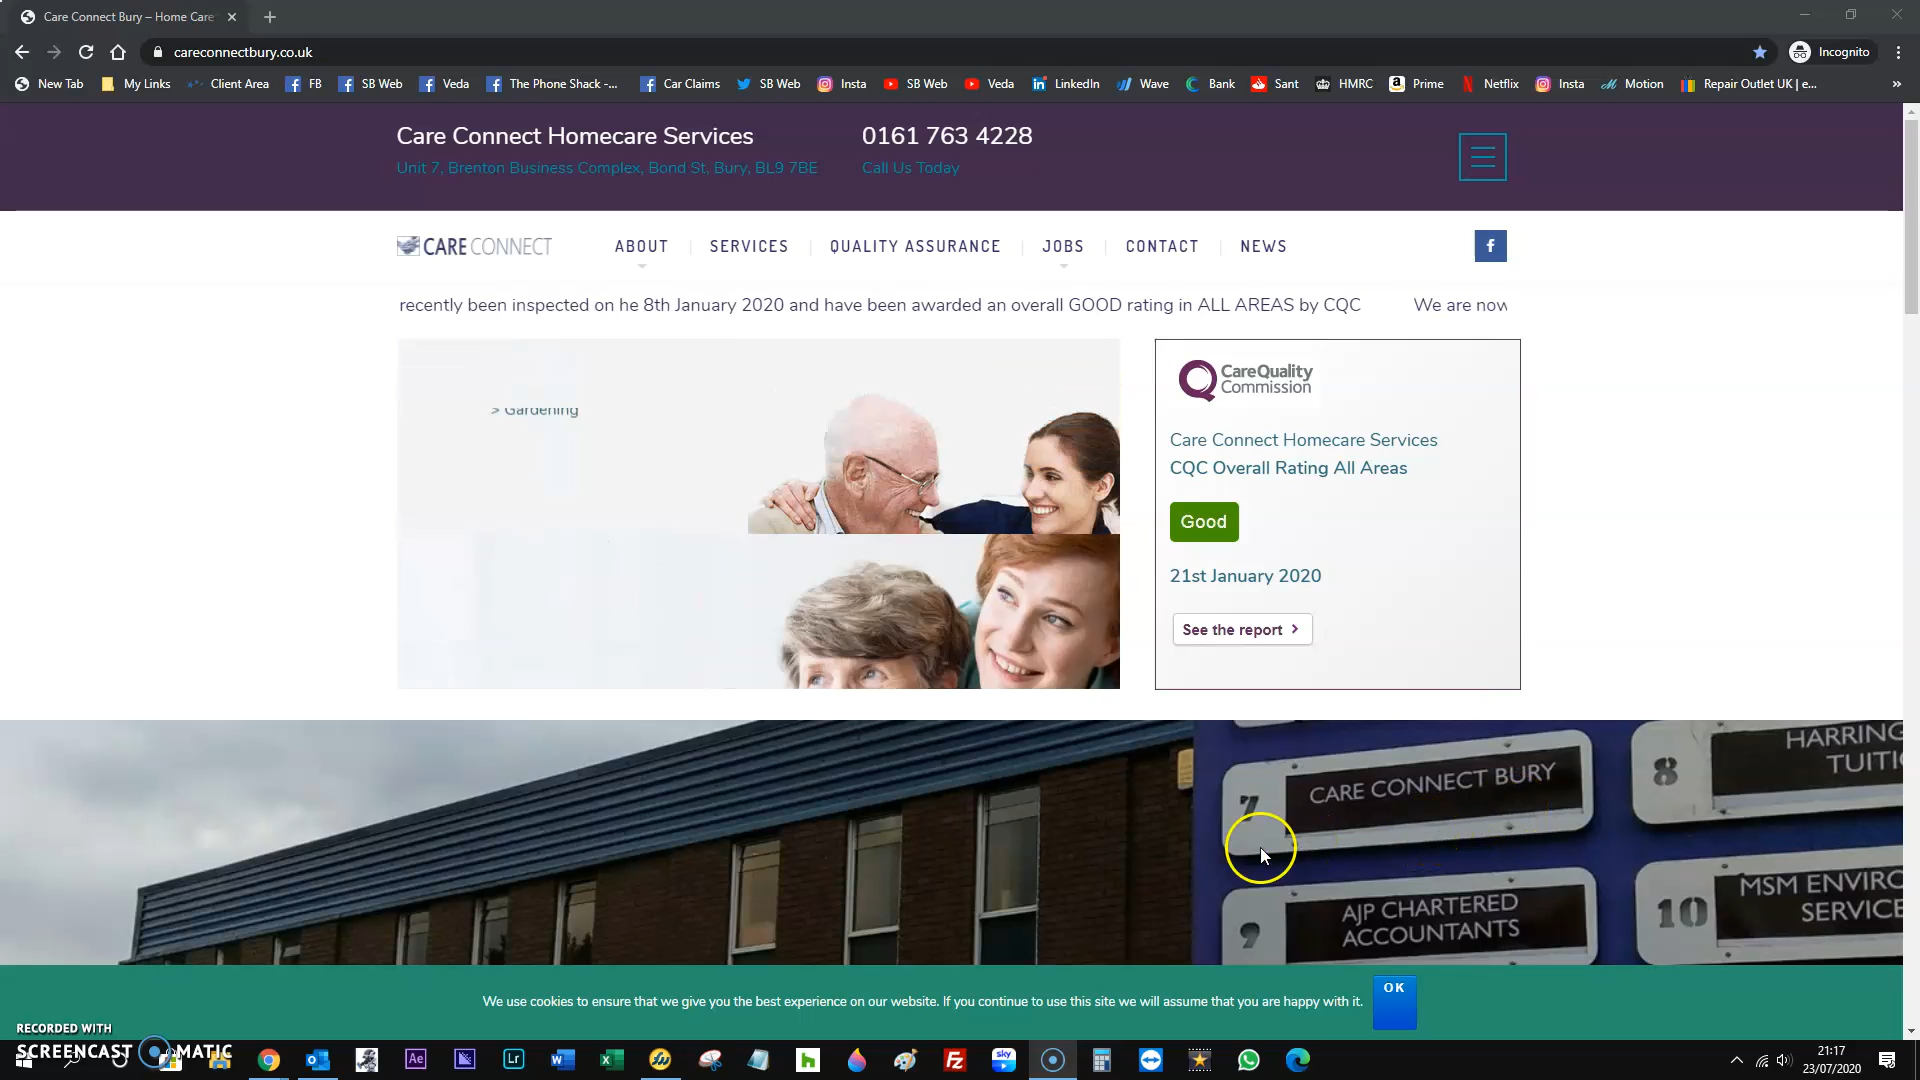 Care Connect Bury – Home Care
careconnectbury.co.uk
Incognito
New Tab
My Links
Client Area
FB
SB Web
Veda
The Phone Shack -...
Car Claims
SB Web
Insta
SB Web
Veda
LinkedIn
Wave
Bank
Sant
HMRC
Prime
Netflix
Insta
Motion
Repair Outlet UK | e...
»
Care Connect Homecare Services
0161 763 4228
Unit 7, Brenton Business Complex, Bond St, Bury, BL9 7BE
Call Us Today
CARE CONNECT
ABOUT
SERVICES
QUALITY ASSURANCE
JOBS
CONTACT
NEWS
recently been inspected on he 8th January 2020 and have been awarded an overall GOOD rating in ALL AREAS by CQC
We are now
> Gardening
CareQuality
Commission
Care Connect Homecare Services
CQC Overall Rating All Areas
Good
21st January 2020
See the report >
7
CARE CONNECT BURY
8
HARRING
TUITI
9
AJP CHARTERED
ACCOUNTANTS
10
MSM ENVIRO
SERVICE
We use cookies to ensure that we give you the best experience on our website. If you continue to use this site we will assume that you are happy with it.
OK
RECORDED WITH
SCREENCAST MATIC
Ae
Lr
sky
21:17
23/07/2020